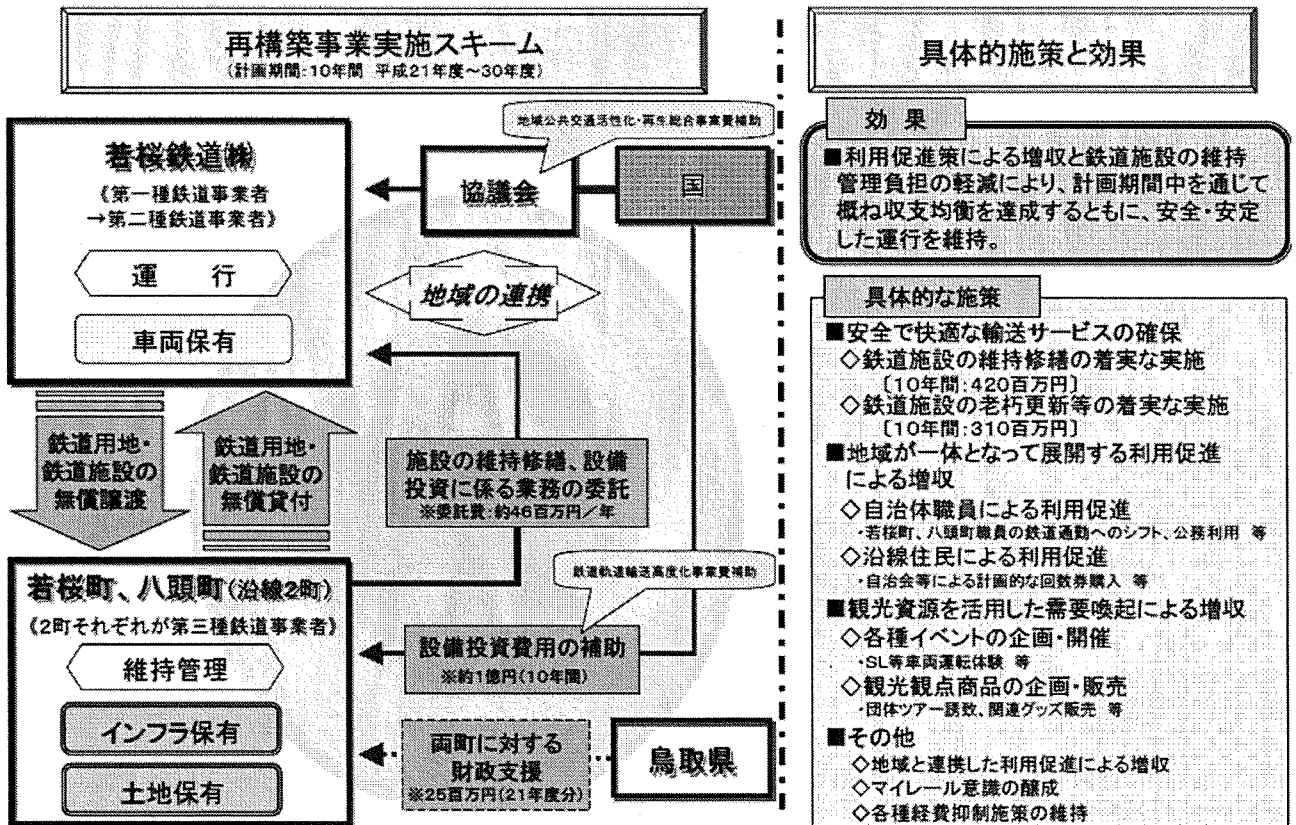 再構築事業実施スキーム
(計画期間:10年間 平成21年度～30年度)
地域公共交通活性化・再生総合事業費補助
若桜鉄道㈱
《第一種鉄道事業者
→第二種鉄道事業者》
運 行
車両保有
協議会
国
地域の連携
鉄道用地・
鉄道施設の
無償譲渡
鉄道用地・
鉄道施設の
無償貸付
施設の維持修繕、設備
投資に係る業務の委託
※委託費:約46百万円／年
鉄道軌道輸送高度化事業費補助
若桜町、八頭町(沿線2町)
《2町それぞれが第三種鉄道事業者》
維持管理
インフラ保有
土地保有
設備投資費用の補助
※約1億円(10年間)
両町に対する
財政支援
※25百万円(21年度分)
鳥取県
具体的施策と効果
効 果
■利用促進策による増収と鉄道施設の維持
管理負担の軽減により、計画期間中を通じて
概ね収支均衡を達成するともに、安全・安定
した運行を維持。
具体的な施策
■安全で快適な輸送サービスの確保
◇鉄道施設の維持修繕の着実な実施
〔10年間:420百万円〕
◇鉄道施設の老朽更新等の着実な実施
〔10年間:310百万円〕
■地域が一体となって展開する利用促進
による増収
◇自治体職員による利用促進
・若桜町、八頭町職員の鉄道通勤へのシフト、公務利用 等
◇沿線住民による利用促進
・自治会等による計画的な回数券購入 等
■観光資源を活用した需要喚起による増収
◇各種イベントの企画・開催
・SL等車両運転体験 等
◇観光観点商品の企画・販売
・団体ツアー誘致、関連グッズ販売 等
■その他
◇地域と連携した利用促進による増収
◇マイレール意識の醸成
◇各種経費抑制施策の維持